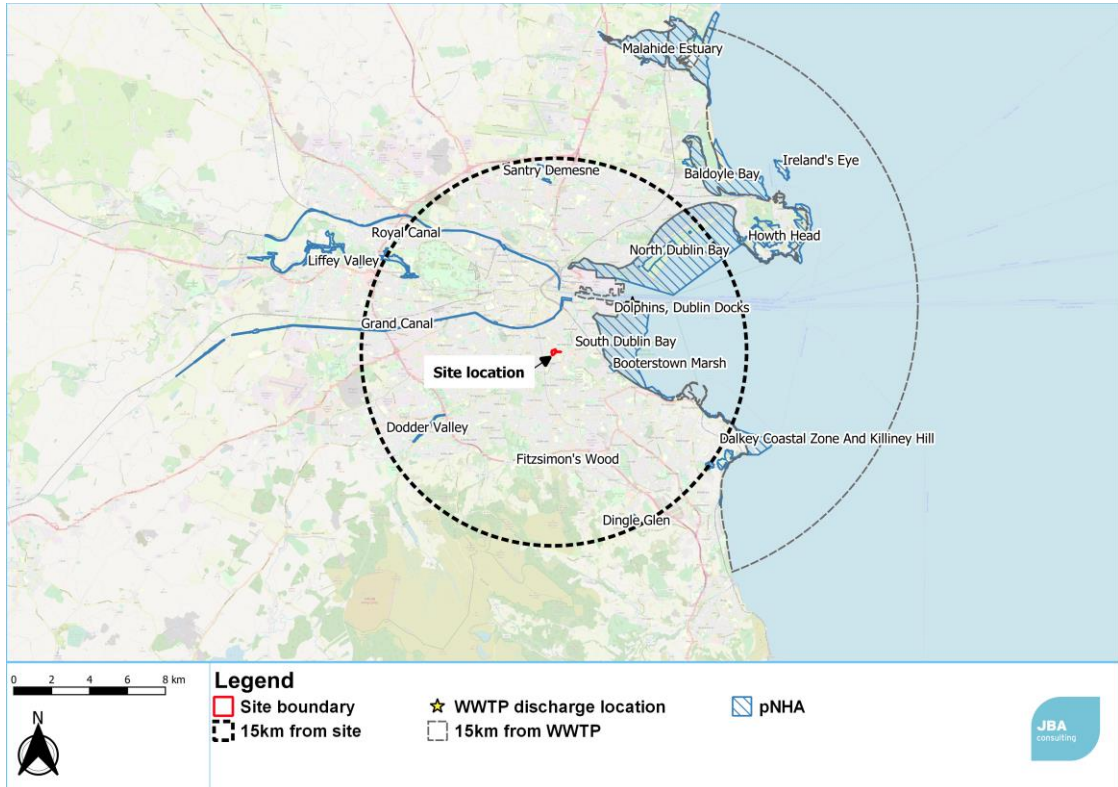 Malahide Estuary
Ireland's Eye
Santry Demesne
Baldoyle Bay
Royal Canal
Howth Head
North Dublin Bay
Liffey Valley
Dolphins, Dublin Docks
Grand Canal
South Dublin Bay
Booterstown Marsh
Site location
Dodder Valley
Dalkey Coastal Zone And Killiney Hill
Fitzsimon's Wood
Dingle Glen
0 2 4 6 8 km
N
Legend
Site boundary
WWTP discharge location
pNHA
15km from site
15km from WWTP
JBA
consulting